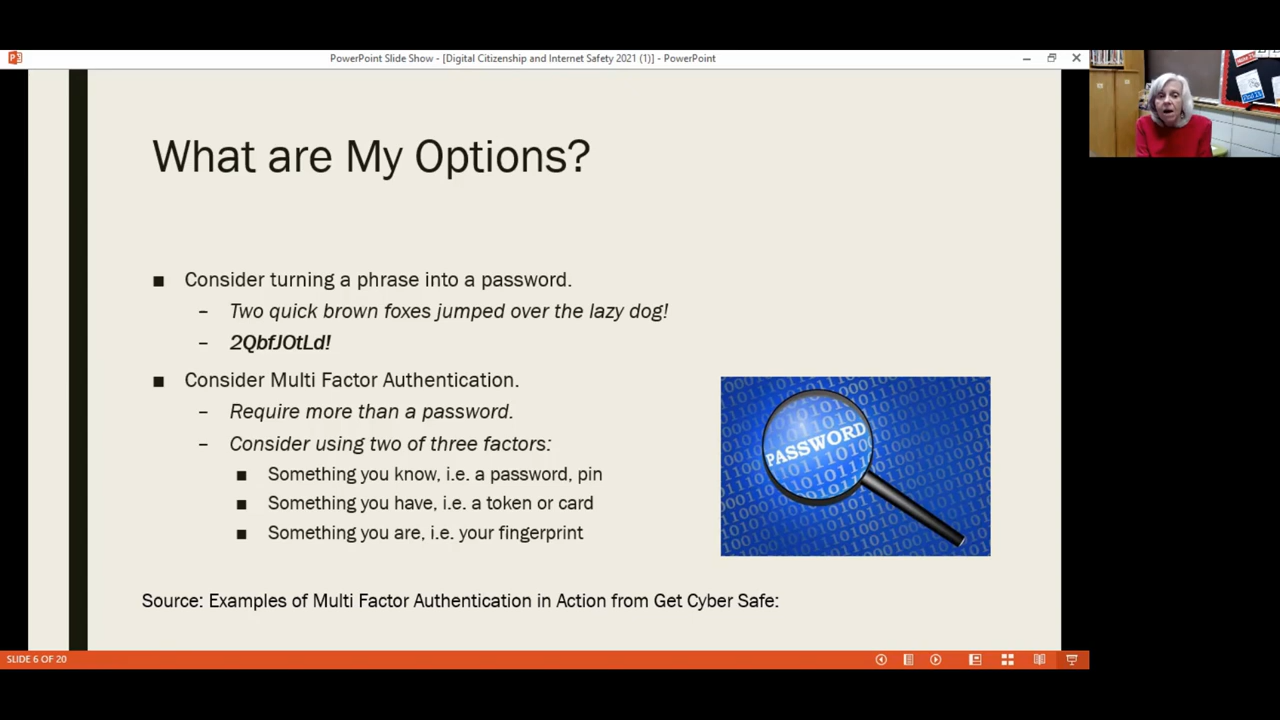 PowerPoint Slide Show - [Digital Citizenship and Internet Safety 2021 (1)] - PowerPoint
What are My Options?
■ Consider turning a phrase into a password.
– Two quick brown foxes jumped over the lazy dog!
– 2QbfJOtLd!
■ Consider Multi Factor Authentication.
– Require more than a password.
– Consider using two of three factors:
■ Something you know, i.e. a password, pin
■ Something you have, i.e. a token or card
■ Something you are, i.e. your fingerprint
PASSWORD
Source: Examples of Multi Factor Authentication in Action from Get Cyber Safe:
SLIDE 6 OF 20